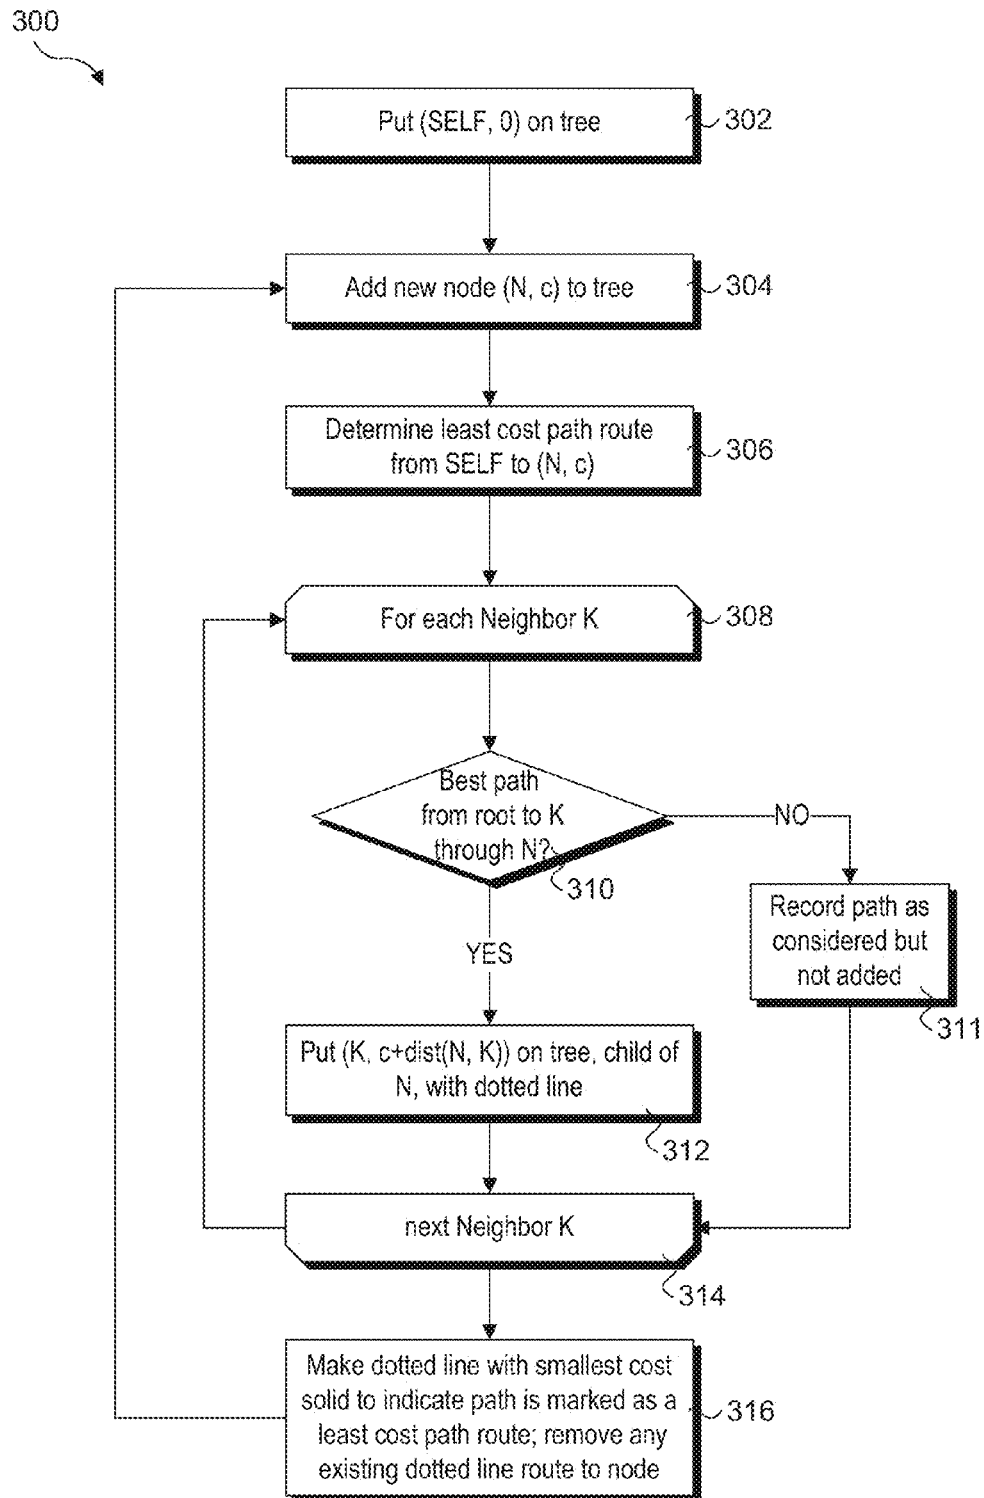 300
Put (SELF, 0) on tree
302
Add new node (N, c) to tree
304
Determine least cost path route
from SELF to (N, c)
306
For each Neighbor K
308
Best path
from root to K
through N?
310
NO
Record path as
considered but
not added
311
YES
Put (K, c+dist(N, K)) on tree, child of
N, with dotted line
312
next Neighbor K
314
Make dotted line with smallest cost
solid to indicate path is marked as a
least cost path route; remove any
existing dotted line route to node
316